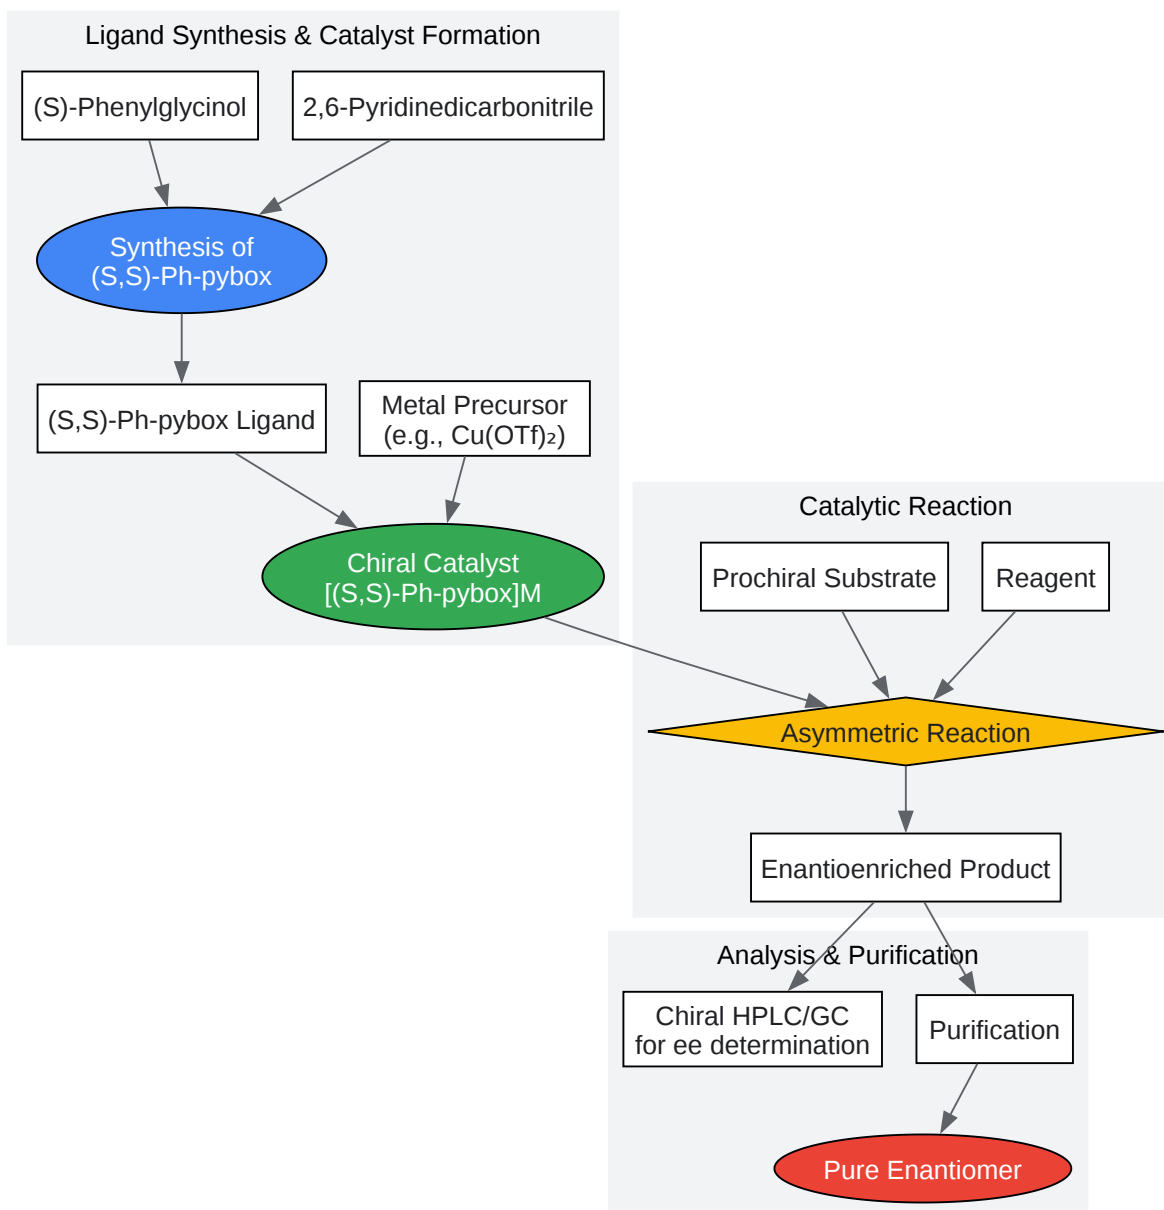 Ligand Synthesis & Catalyst Formation
(S)-Phenylglycinol
2,6-Pyridinedicarbonitrile
Synthesis of
(S,S)-Ph-pybox
(S,S)-Ph-pybox Ligand
Metal Precursor
(e.g., Cu(OTf)₂)
Chiral Catalyst
[(S,S)-Ph-pybox]M
Catalytic Reaction
Prochiral Substrate
Reagent
Asymmetric Reaction
Enantioenriched Product
Analysis & Purification
Chiral HPLC/GC
for ee determination
Purification
Pure Enantiomer